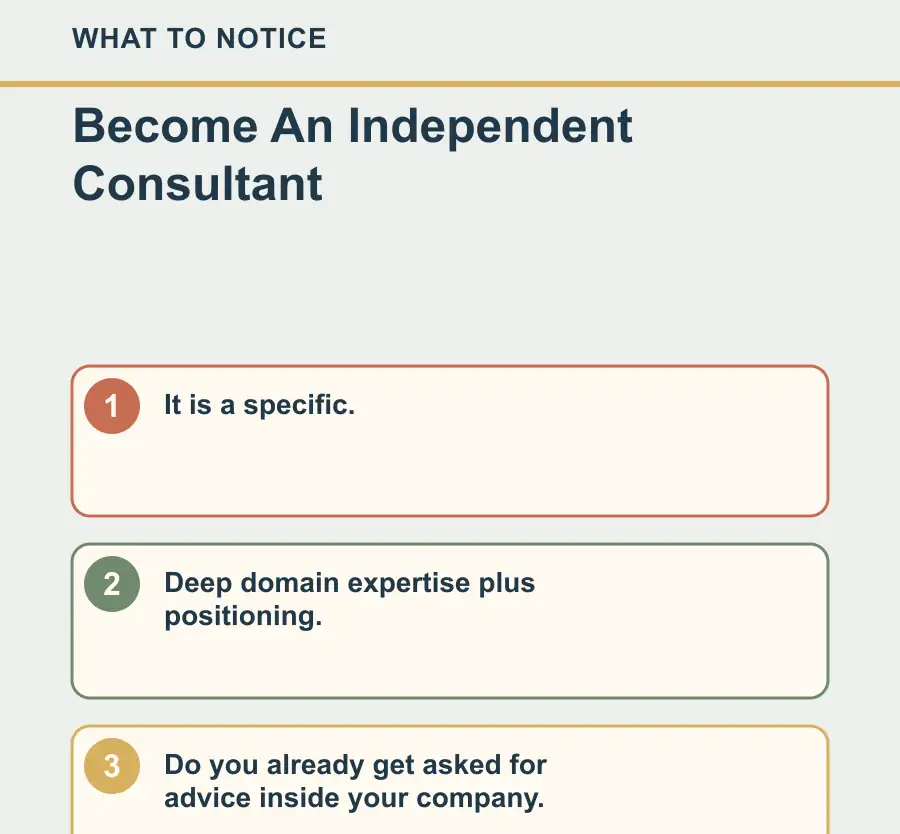 WHAT TO NOTICE
Become An Independent
Consultant
1
It is a specific.
2
Deep domain expertise plus
positioning.
3
Do you already get asked for
advice inside your company.